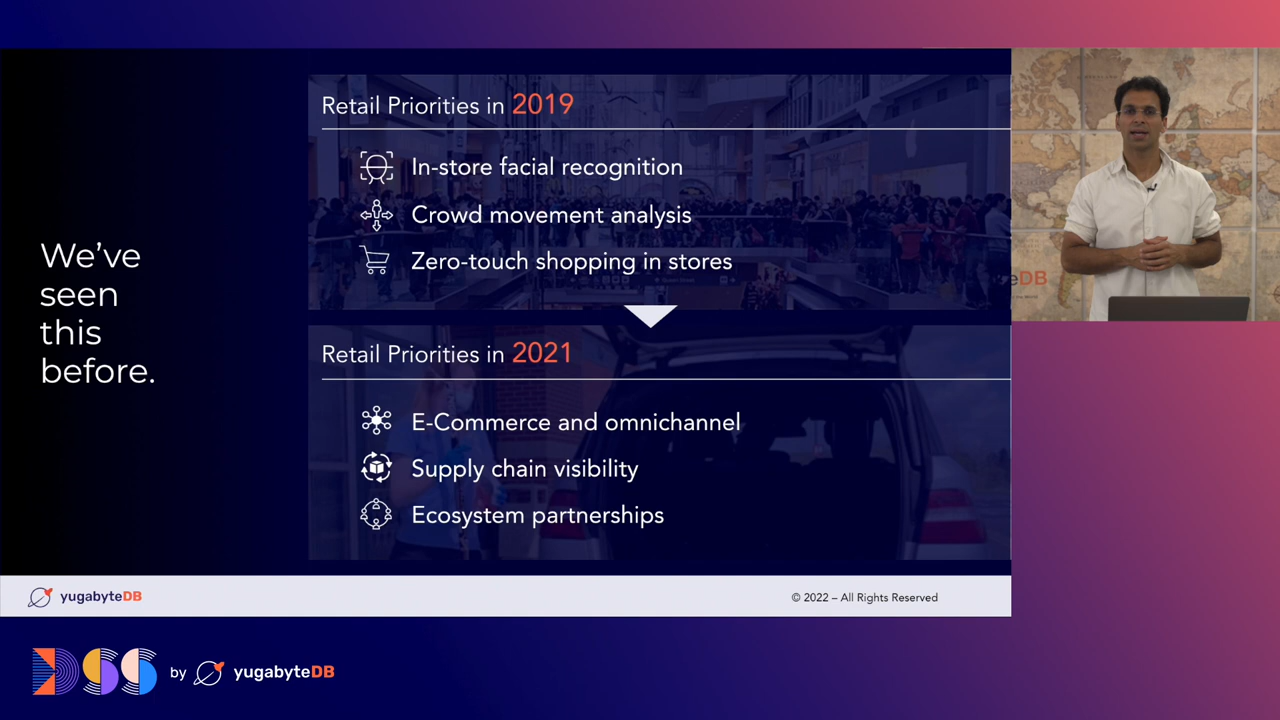 We've
seen
this
before.
Retail Priorities in 2019
In-store facial recognition
Crowd movement analysis
Zero-touch shopping in stores
Retail Priorities in 2021
E-Commerce and omnichannel
Supply chain visibility
Ecosystem partnerships
yugabyteDB
© 2022 – All Rights Reserved
eDB
DSS by yugabyteDB